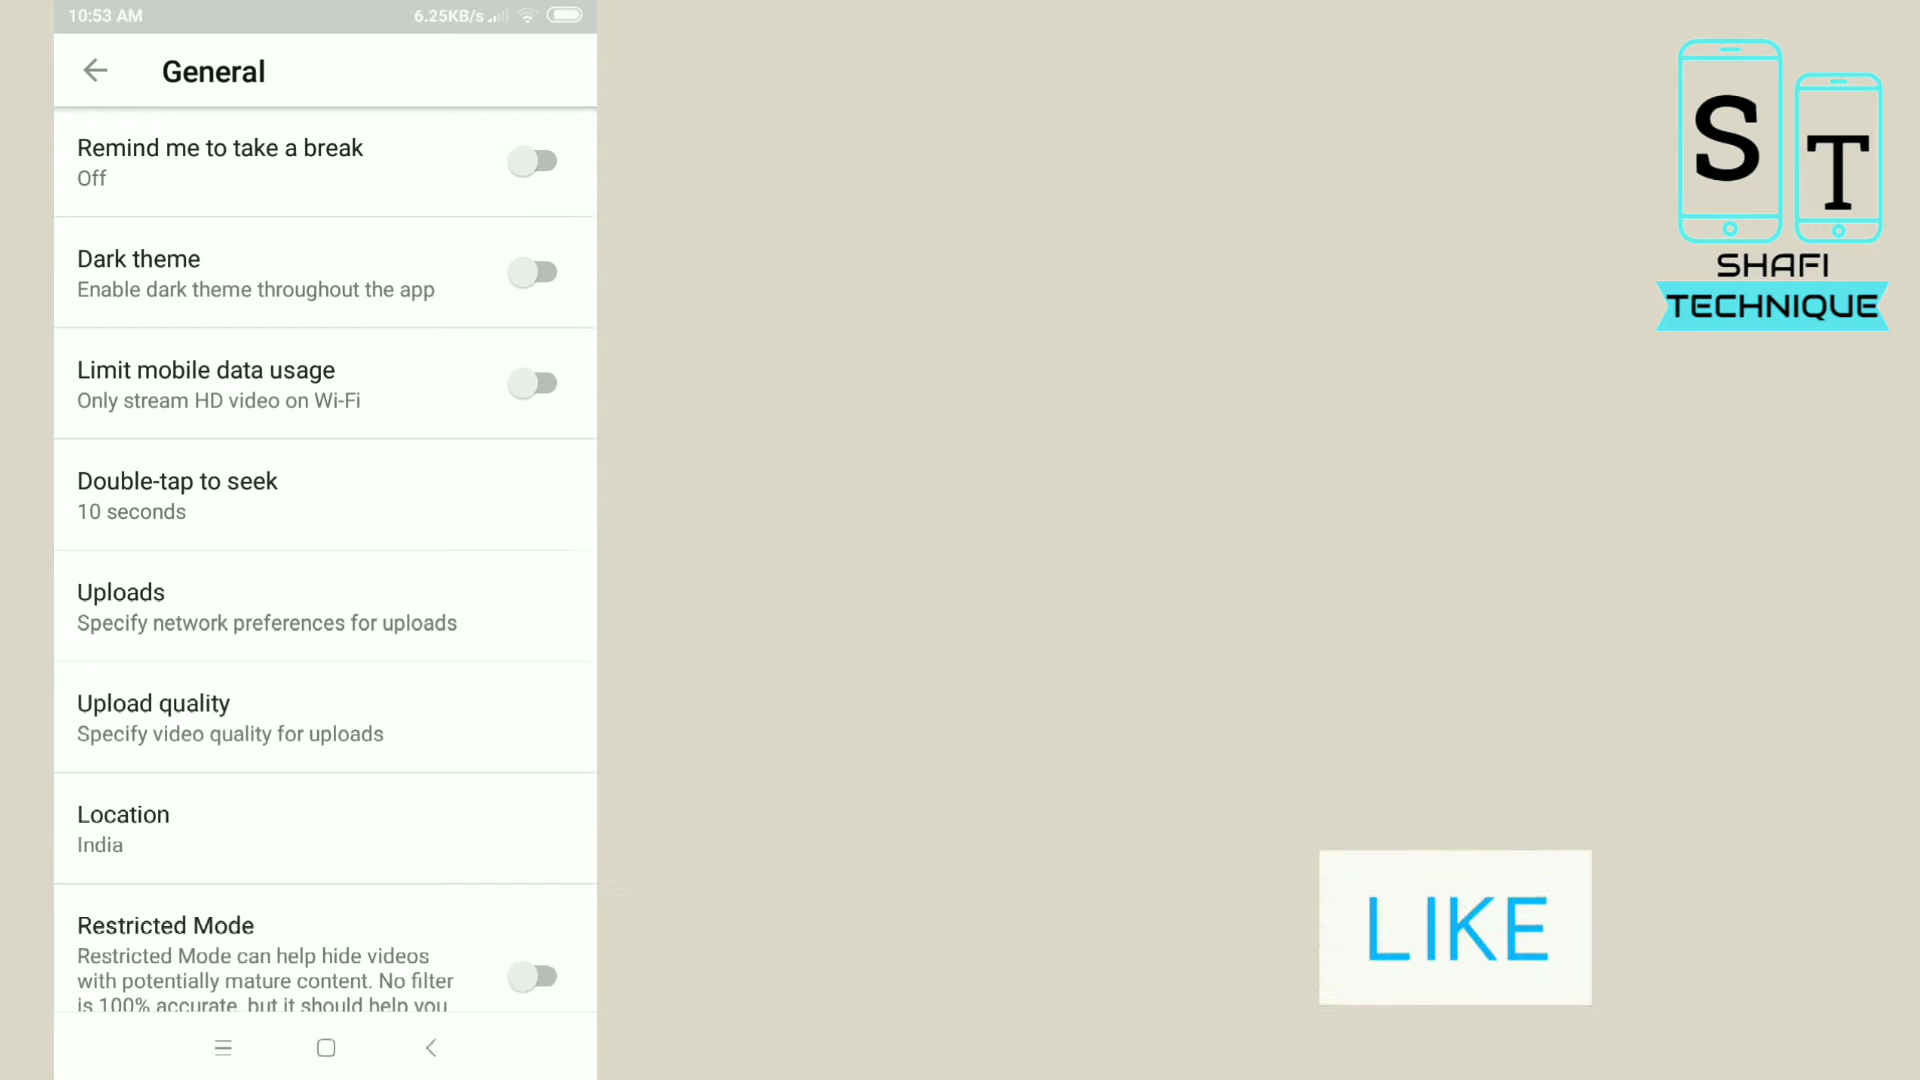 10:53 AM
6.25KB/s
General
Remind me to take a break
Off
Dark theme
Enable dark theme throughout the app
Limit mobile data usage
Only stream HD video on Wi-Fi
Double-tap to seek
10 seconds
Uploads
Specify network preferences for uploads
Upload quality
Specify video quality for uploads
Location
India
Restricted Mode
Restricted Mode can help hide videos
with potentially mature content. No filter
is 100% accurate, but it should help you
S T
SHAFI
TECHNIQUE
LIKE